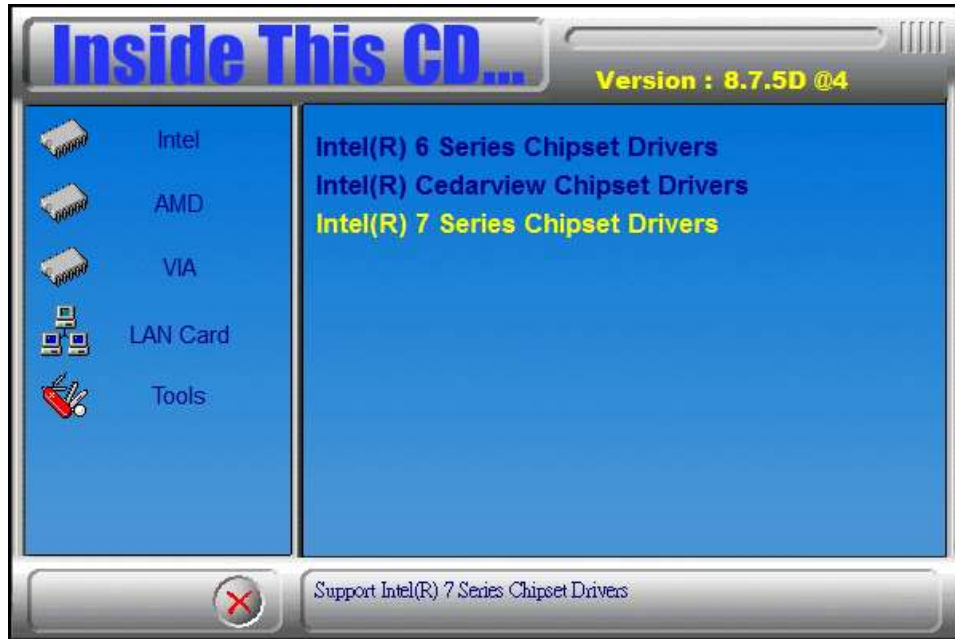 Inside This CD...
Version : 8.7.5D @4
Intel
AMD
VIA
LAN Card
Tools
Intel(R) 6 Series Chipset Drivers
Intel(R) Cedarview Chipset Drivers
Intel(R) 7 Series Chipset Drivers
Support Intel(R) 7 Series Chipset Drivers